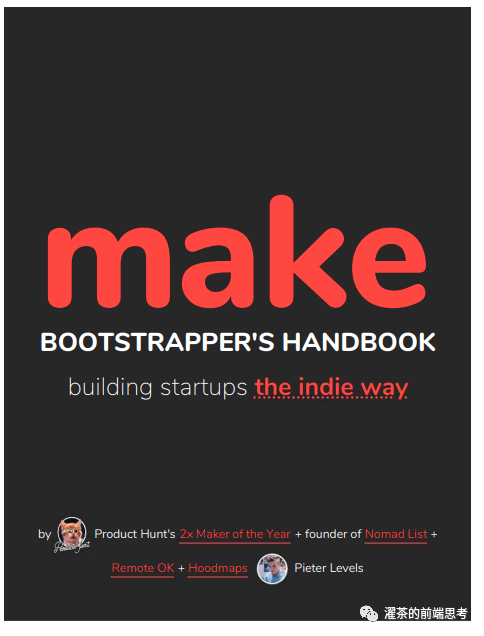 make
BOOTSTRAPPER'S HANDBOOK
building startups the indie way
by Product Hunt's 2x Maker of the Year + founder of Nomad List +
Remote OK + Hoodmaps Pieter Levels
濯茶的前端思考